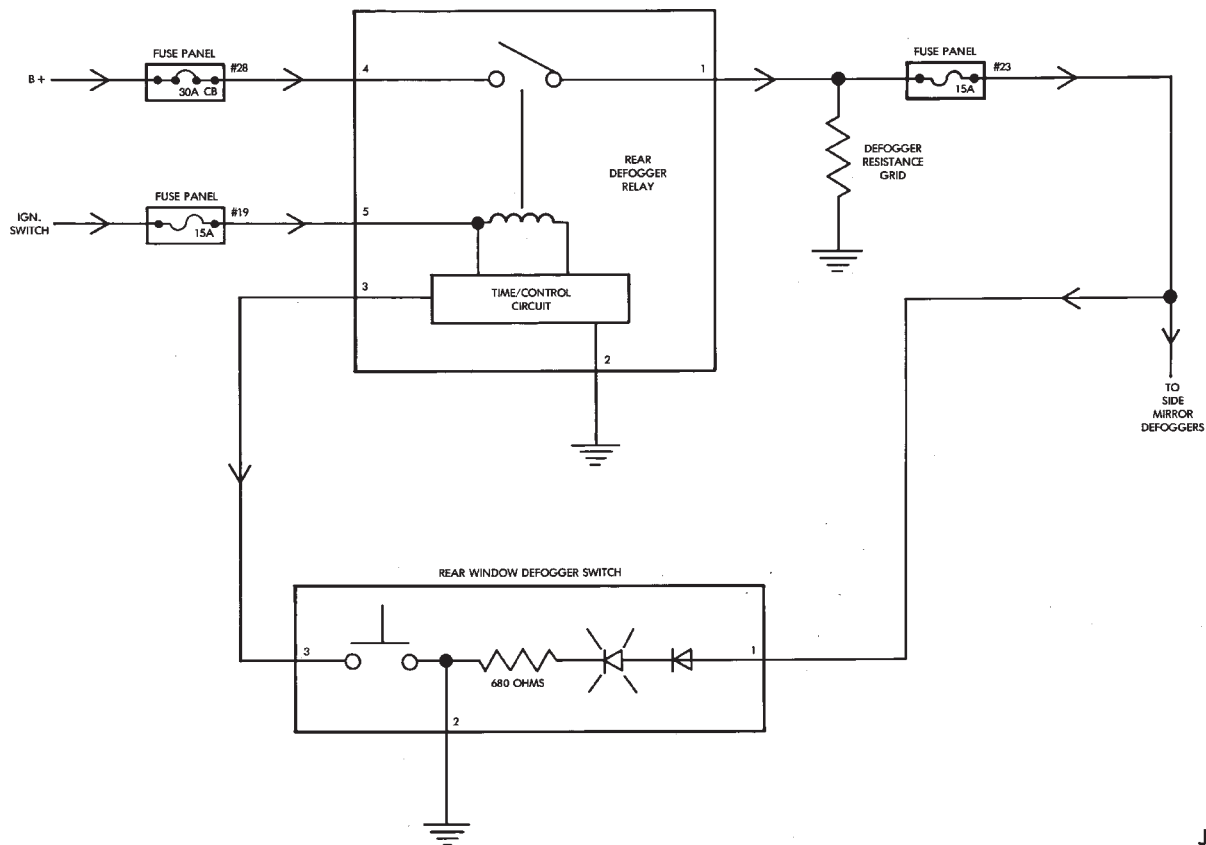 FUSE PANEL
B +
30A CB
#28
4
1
FUSE PANEL
15A
#23
REAR
DEFOGGER
RELAY
DEFOGGER
RESISTANCE
GRID
FUSE PANEL
IGN.
SWITCH
15A
#19
5
3
TIME/CONTROL
CIRCUIT
2
TO
SIDE
MIRROR
DEFOGGERS
REAR WINDOW DEFOGGER SWITCH
3
680 OHMS
1
2
J